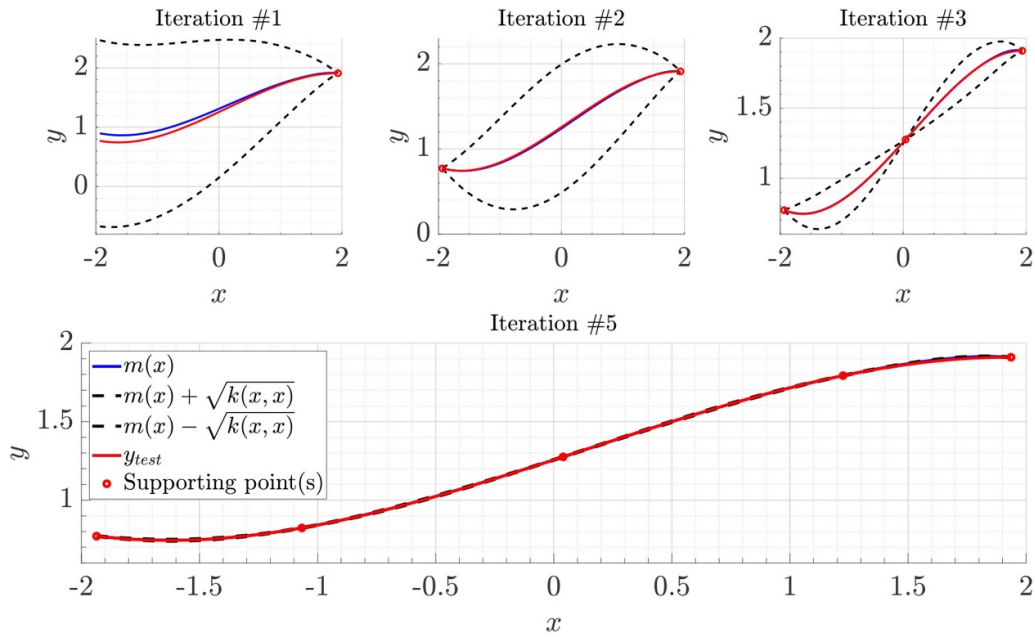 Iteration #1
2
1
0
y
-2
0
2
x
Iteration #2
2
1
0
y
-2
0
2
x
Iteration #3
2
1.5
1
y
-2
0
2
x
Iteration #5
2
1.5
1
y
m(x)
m(x) + √k(x, x)
m(x) − √k(x, x)
y_test
Supporting point(s)
-2 -1.5 -1 -0.5 0 0.5 1 1.5 2
x